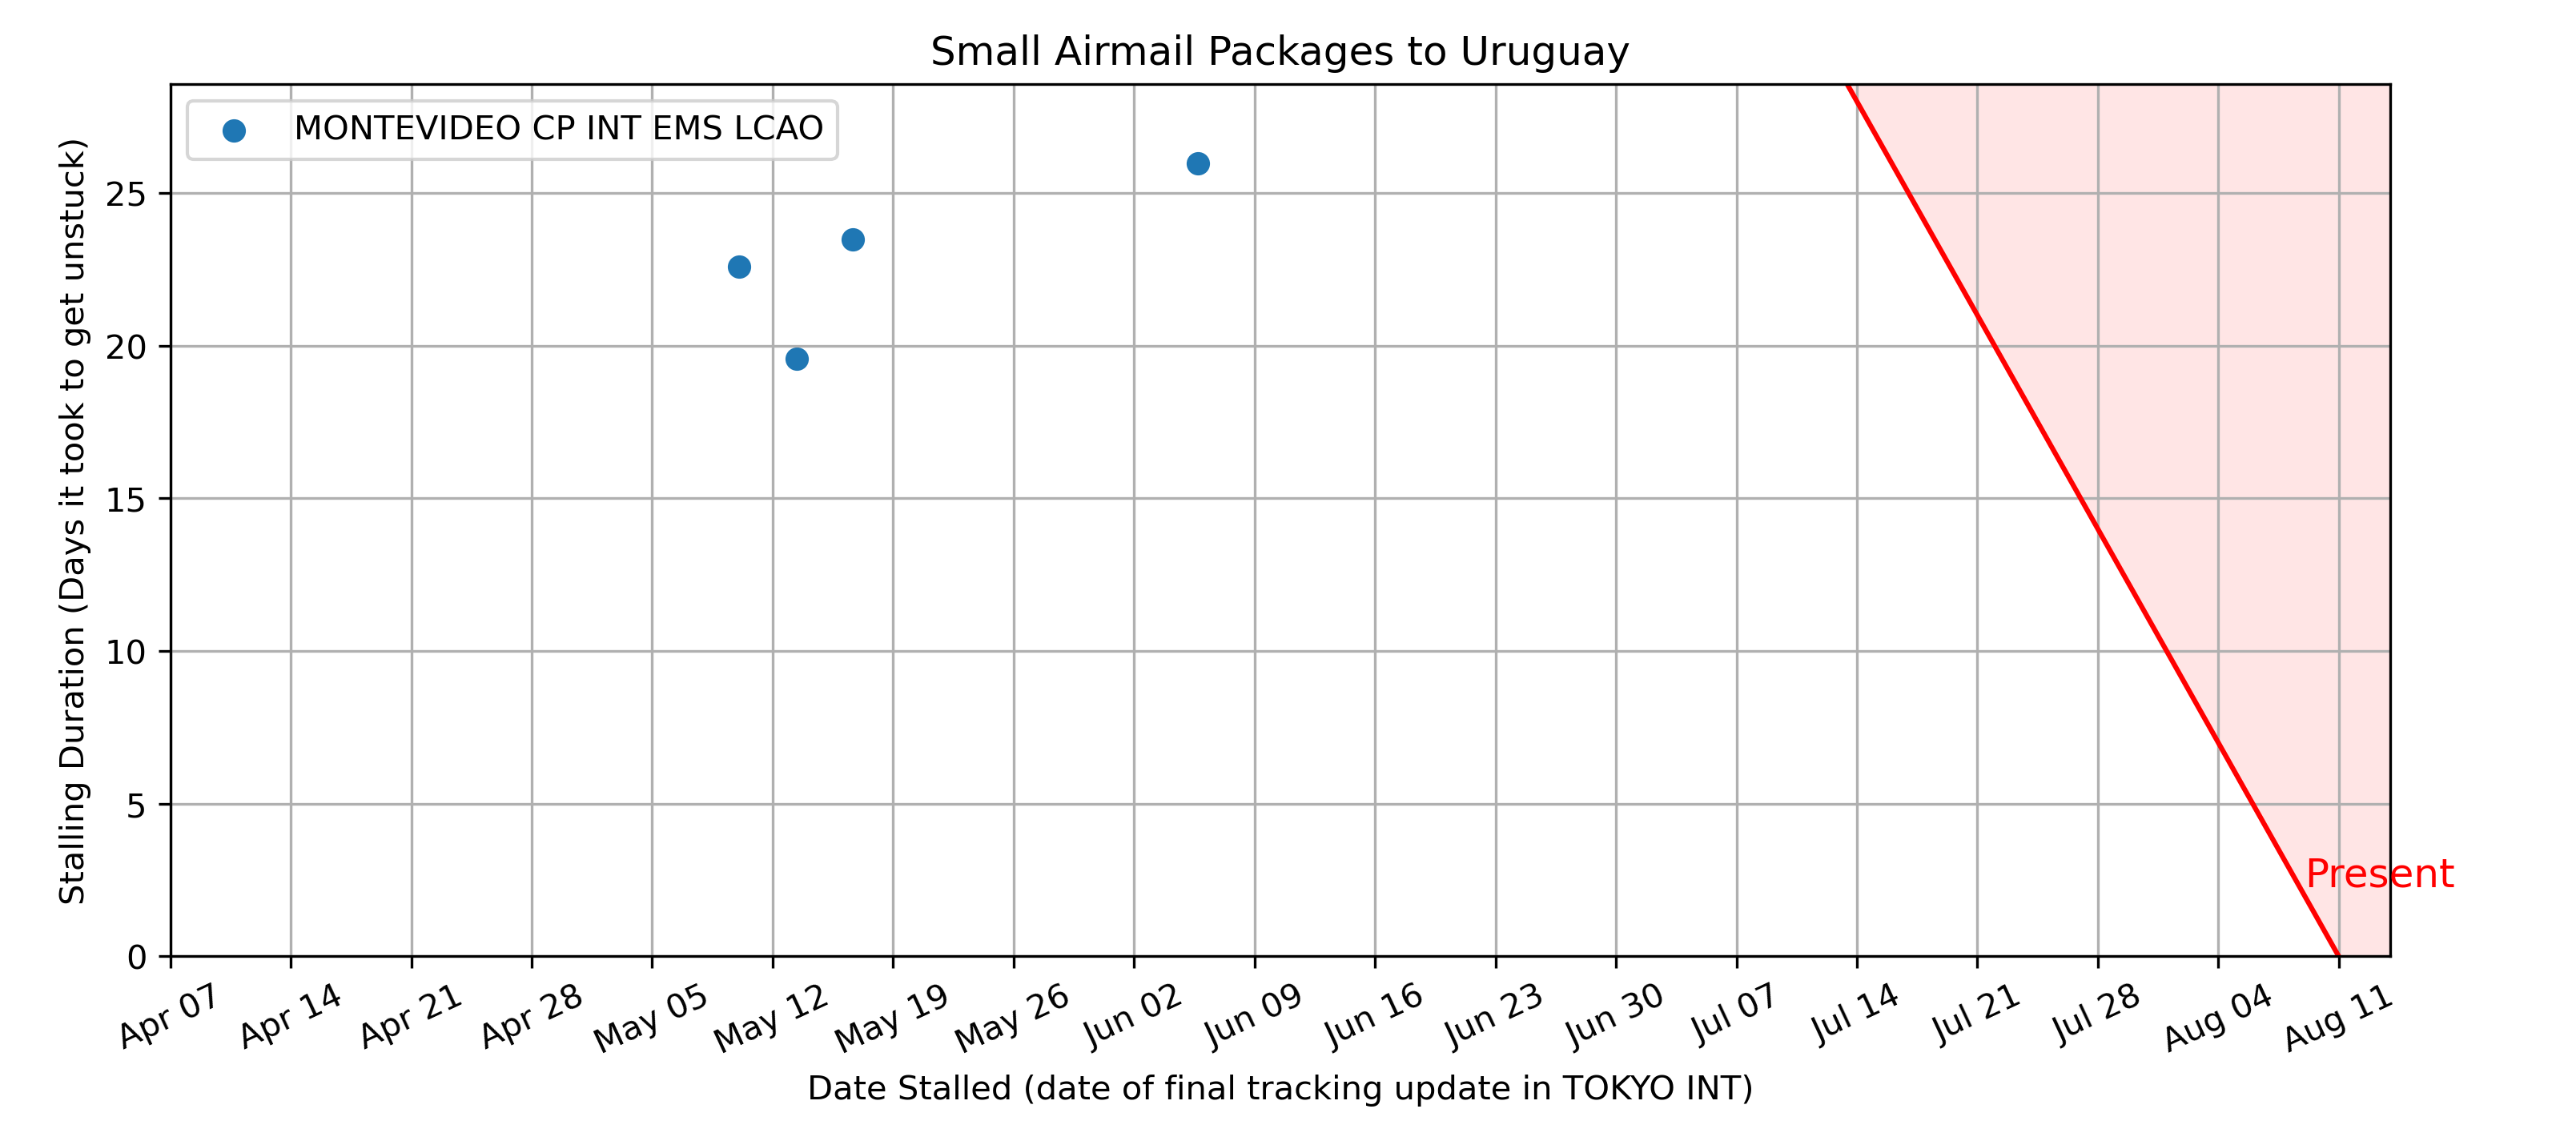 Small Airmail Packages to Uruguay
MONTEVIDEO CP INT EMS LCAO
Stalling Duration (Days it took to get unstuck)
25
20
15
10
5
0
Present
Apr 07
Apr 14
Apr 21
Apr 28
May 05
May 12
May 19
May 26
Jun 02
Jun 09
Jun 16
Jun 23
Jun 30
Jul 07
Jul 14
Jul 21
Jul 28
Aug 04
Aug 11
Date Stalled (date of final tracking update in TOKYO INT)